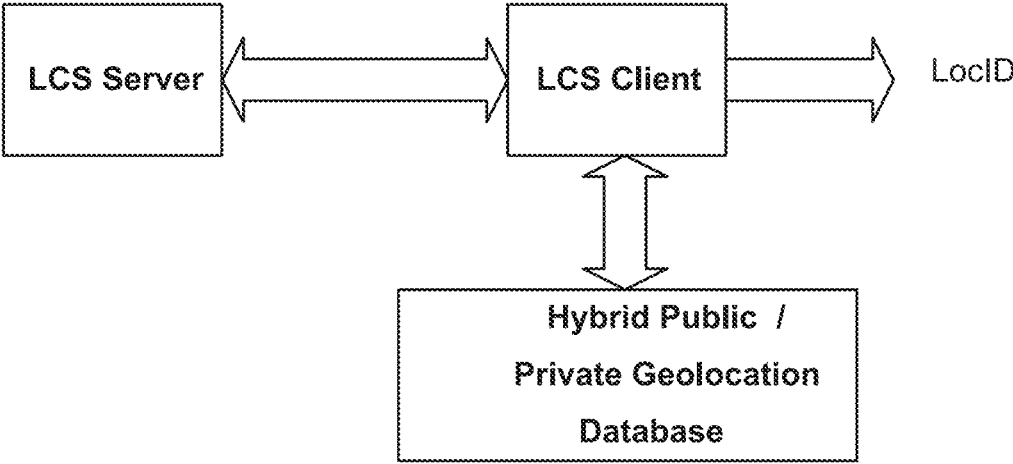 LCS Server
LCS Client
LocID
Hybrid Public /
Private Geolocation
Database